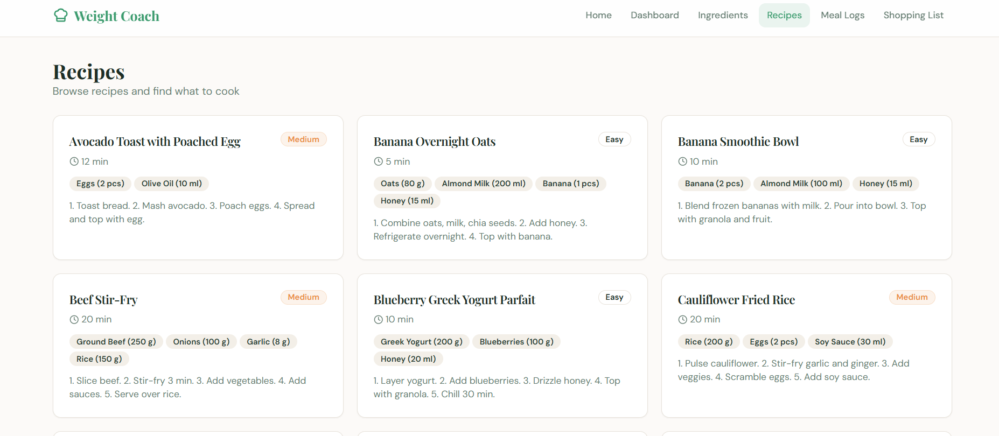 Weight Coach
Home Dashboard Ingredients Recipes Meal Logs Shopping List
Recipes
Browse recipes and find what to cook
Avocado Toast with Poached Egg
Medium
12 min
Eggs (2 pcs) Olive Oil (10 ml)
1. Toast bread. 2. Mash avocado. 3. Poach eggs. 4. Spread
and top with egg.
Banana Overnight Oats
Easy
5 min
Oats (80 g) Almond Milk (200 ml) Banana (1 pcs)
Honey (15 ml)
1. Combine oats, milk, chia seeds. 2. Add honey. 3.
Refrigerate overnight. 4. Top with banana.
Banana Smoothie Bowl
Easy
10 min
Banana (2 pcs) Almond Milk (100 ml) Honey (15 ml)
1. Blend frozen bananas with milk. 2. Pour into bowl. 3. Top
with granola and fruit.
Beef Stir-Fry
Medium
20 min
Ground Beef (250 g) Onions (100 g) Garlic (8 g)
Rice (150 g)
1. Slice beef. 2. Stir-fry 3 min. 3. Add vegetables. 4. Add
sauces. 5. Serve over rice.
Blueberry Greek Yogurt Parfait
Easy
10 min
Greek Yogurt (200 g) Blueberries (100 g)
Honey (20 ml)
1. Layer yogurt. 2. Add blueberries. 3. Drizzle honey. 4. Top
with granola. 5. Chill 30 min.
Cauliflower Fried Rice
Medium
20 min
Rice (200 g) Eggs (2 pcs) Soy Sauce (30 ml)
1. Pulse cauliflower. 2. Stir-fry garlic and ginger. 3. Add
veggies. 4. Scramble eggs. 5. Add soy sauce.